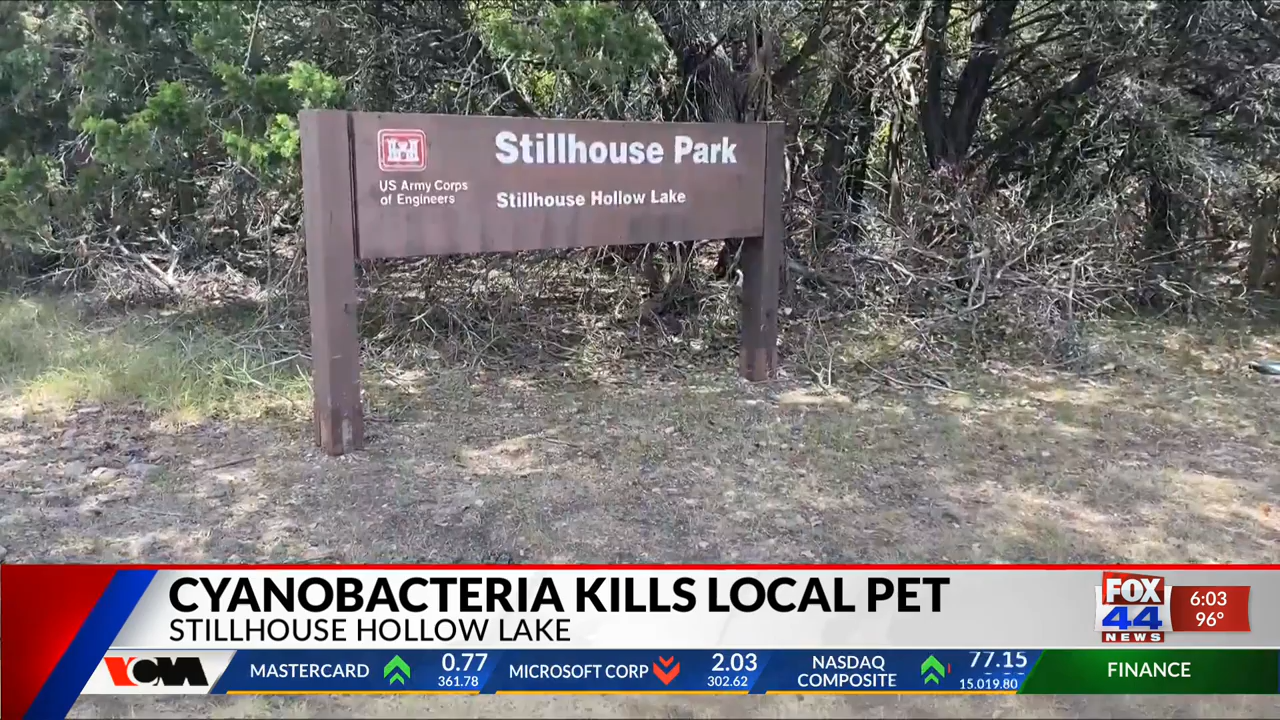 Stillhouse Park
US Army Corps
of Engineers
Stillhouse Hollow Lake
CYANOBACTERIA KILLS LOCAL PET
STILLHOUSE HOLLOW LAKE
FOX
44
NEWS
6:03
96°
MASTERCARD 0.77
361.78
MICROSOFT CORP 2.03
302.62
NASDAQ
COMPOSITE 77.15
15,019.80
FINANCE